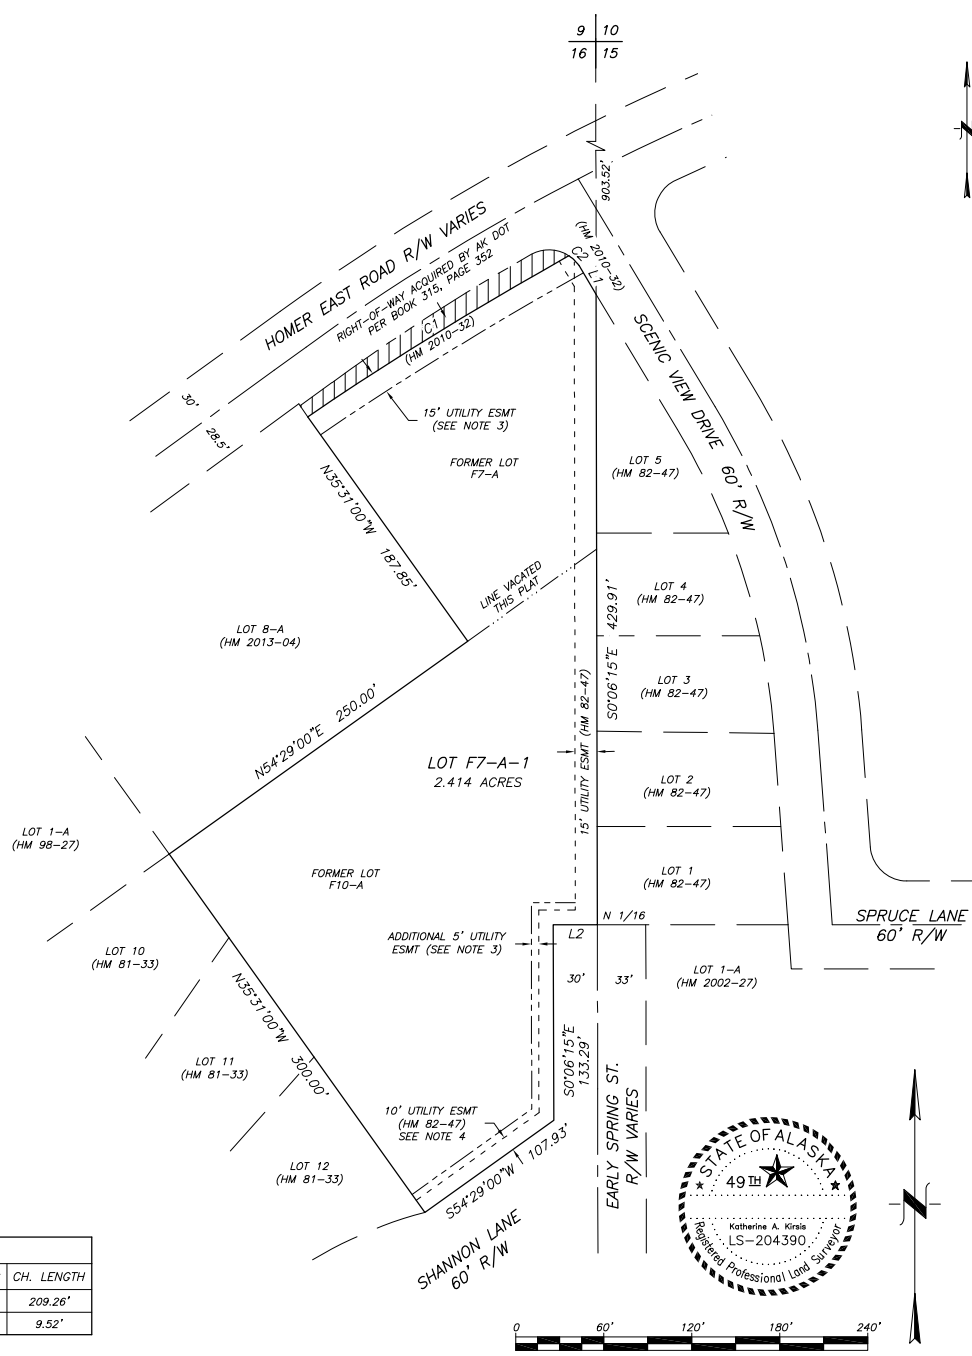 9 10
16 15
903.52'
HOMER EAST ROAD R/W VARIES
RIGHT-OF-WAY ACQUIRED BY AK DOT
PER BOOK 315, PAGE 352
(HM 2010-32)
C2
L1
C1
(HM 2010-32)
SCENIC VIEW DRIVE 60' R/W
30'
28.5'
15' UTILITY ESMT
(SEE NOTE 3)
FORMER LOT
F7-A
LOT 5
(HM 82-47)
N35°31'00"W 187.85'
LINE VACATED
THIS PLAT
LOT 4
(HM 82-47)
S0°06'15"E 429.91'
LOT 8-A
(HM 2013-04)
LOT 3
(HM 82-47)
15' UTILITY ESMT (HM 82-47)
N54°29'00"E 250.00'
LOT F7-A-1
2.414 ACRES
LOT 2
(HM 82-47)
LOT 1-A
(HM 98-27)
FORMER LOT
F10-A
LOT 1
(HM 82-47)
N 1/16
SPRUCE LANE
60' R/W
ADDITIONAL 5' UTILITY
ESMT (SEE NOTE 3)
L2
LOT 10
(HM 81-33)
30'
33'
LOT 1-A
(HM 2002-27)
N35°31'00"W 300.00'
S0°06'15"E
133.29'
LOT 11
(HM 81-33)
EARLY SPRING ST.
R/W VARIES
10' UTILITY ESMT
(HM 82-47)
SEE NOTE 4
LOT 12
(HM 81-33)
S54°29'00"W 107.93'
SHANNON LANE
60' R/W
STATE OF ALASKA
49 TH
Katherine A. Kirsis
LS-204390
Registered Professional Land Surveyor
N
CH. LENGTH
209.26'
9.52'
0 60' 120' 180' 240'